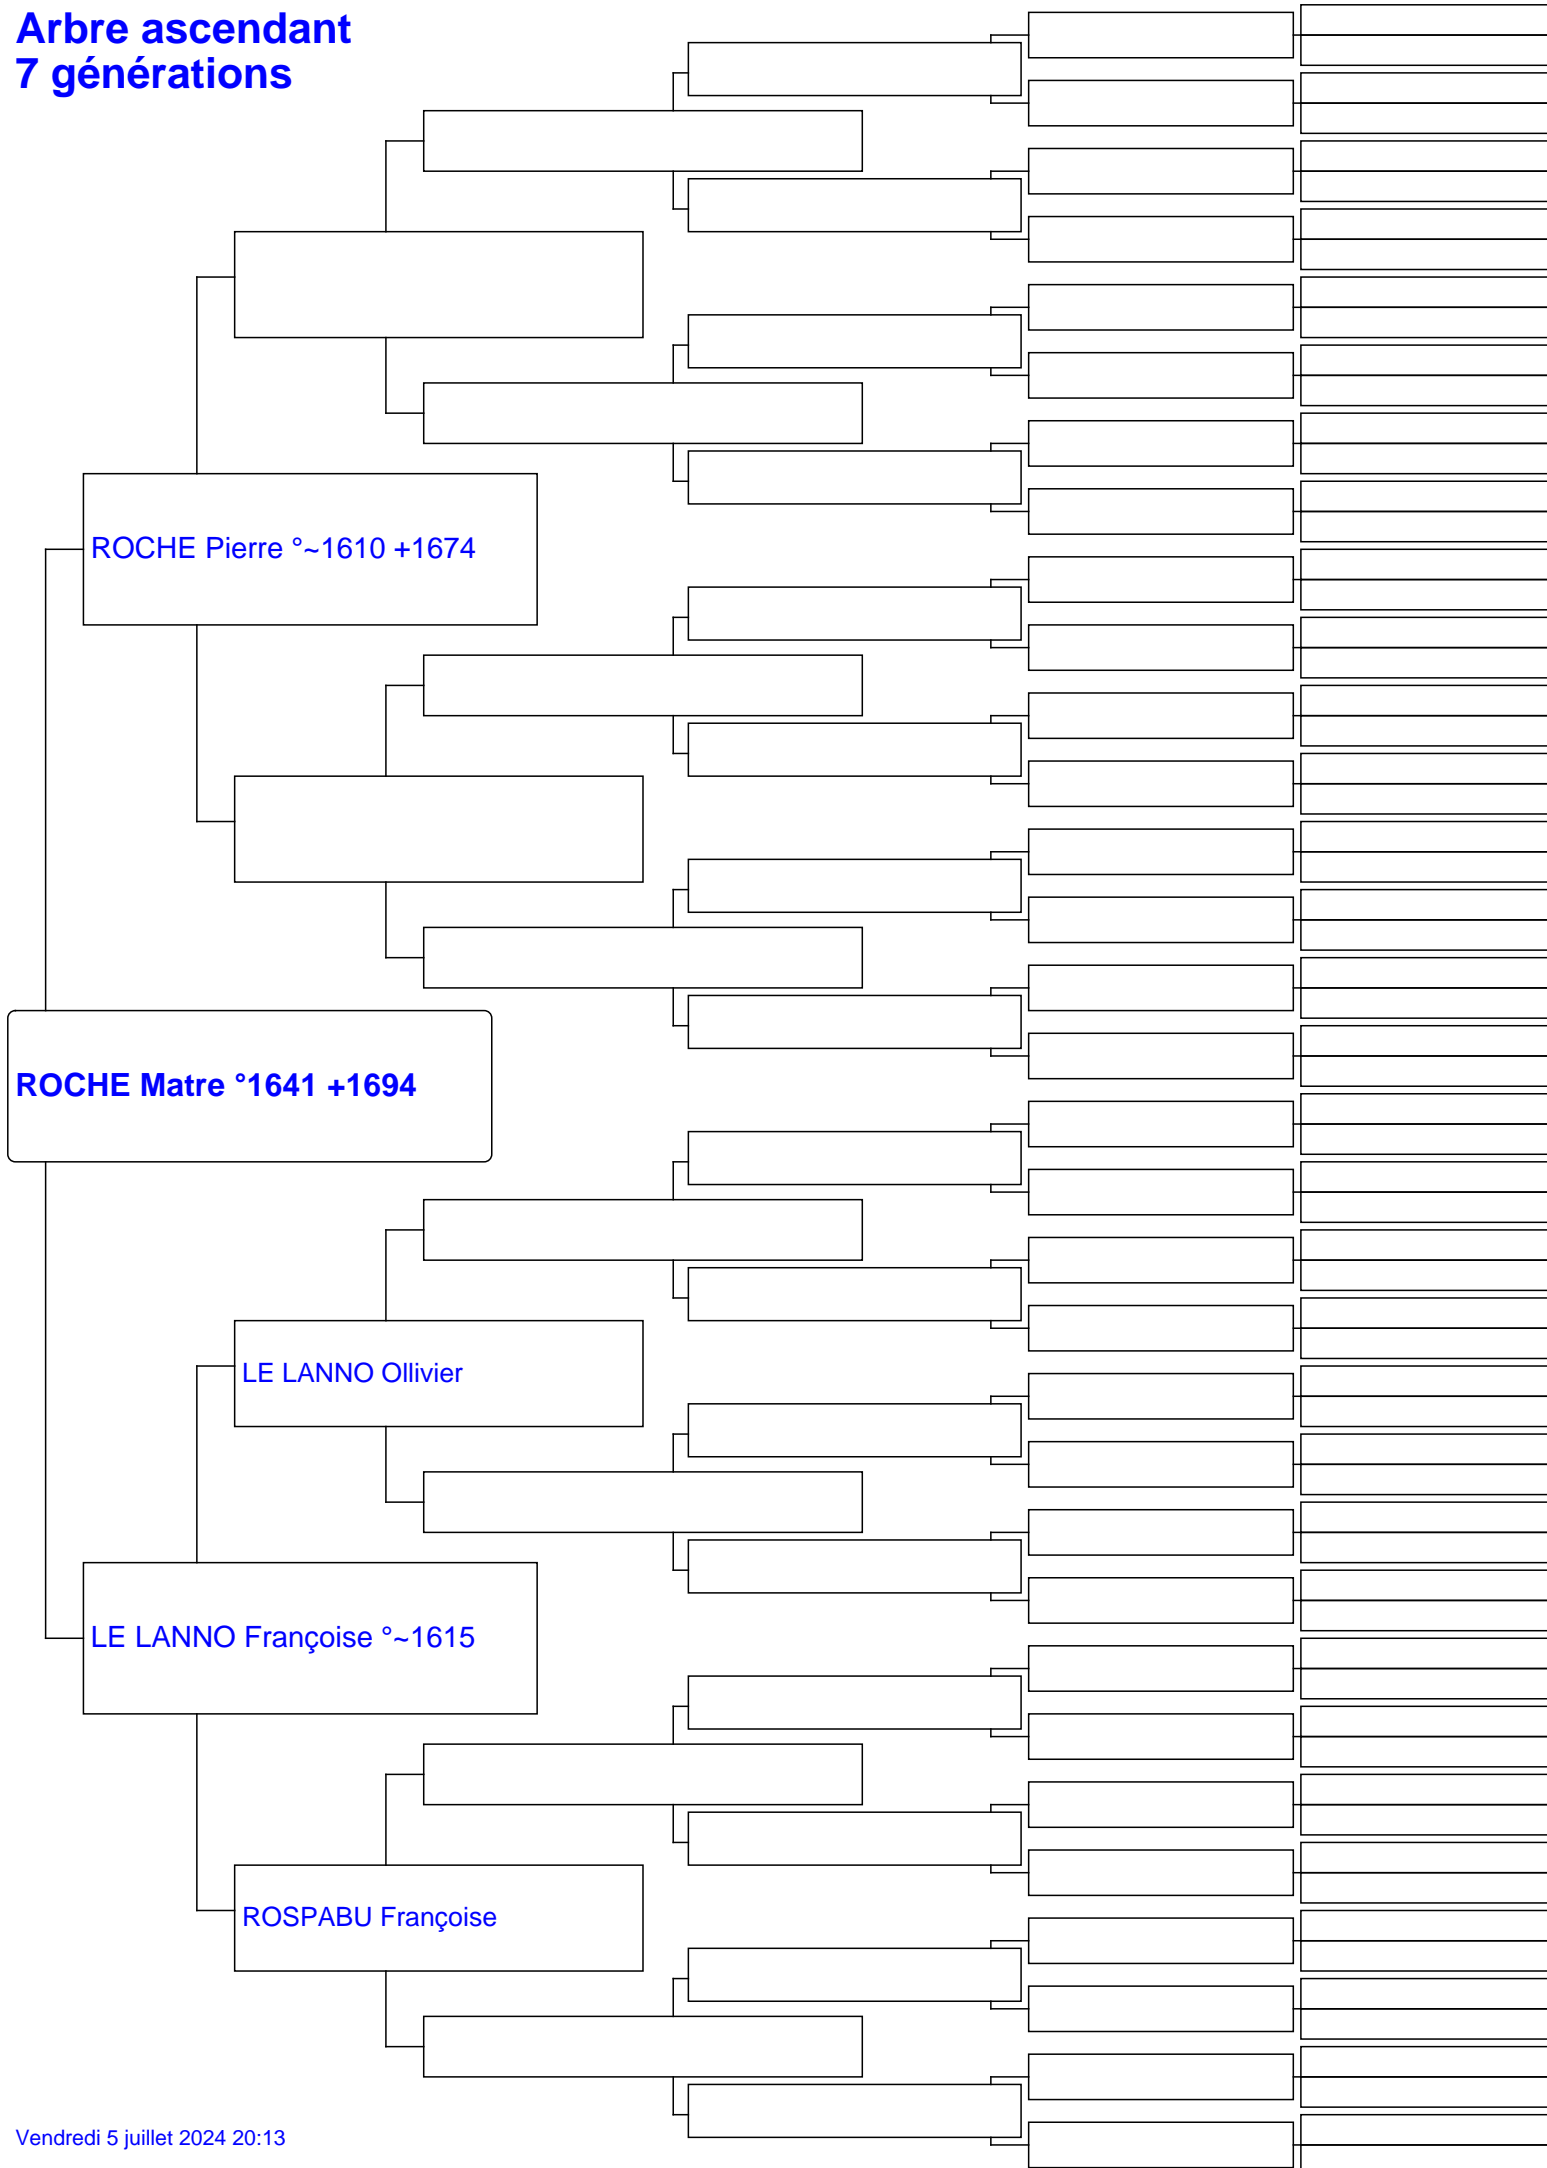 Arbre ascendant
7 générations
ROCHE Pierre °~1610 +1674
ROCHE Matre °1641 +1694
LE LANNO Ollivier
LE LANNO Françoise °~1615
ROSPABU Françoise
Vendredi 5 juillet 2024 20:13